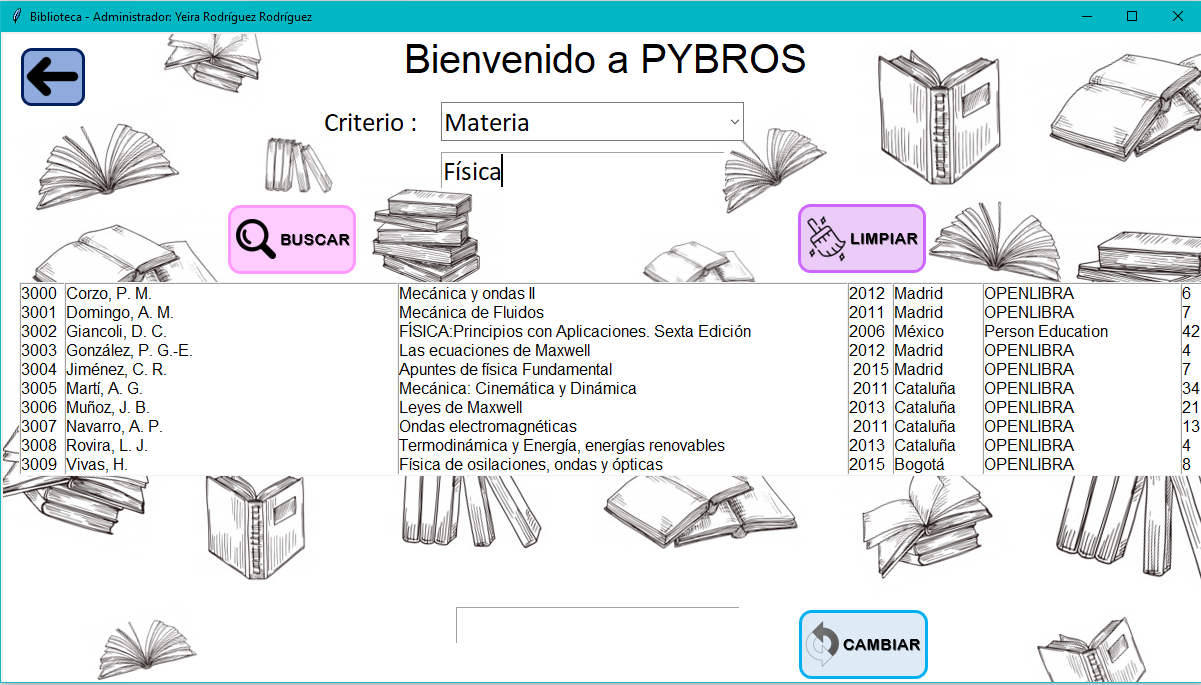 Biblioteca - Administrador: Yeira Rodríguez Rodríguez
Bienvenido a PYBROS
Criterio : Materia
Física
BUSCAR LIMPIAR
3000 Corzo, P. M. Mecánica y ondas II 2012 Madrid OPENLIBRA 6
3001 Domingo, A. M. Mecánica de Fluidos 2011 Madrid OPENLIBRA 7
3002 Giancoli, D. C. FÍSICA:Principios con Aplicaciones. Sexta Edición 2006 México Person Education 42
3003 González, P. G.-E. Las ecuaciones de Maxwell 2012 Madrid OPENLIBRA 4
3004 Jiménez, C. R. Apuntes de física Fundamental 2015 Madrid OPENLIBRA 7
3005 Martí, A. G. Mecánica: Cinemática y Dinámica 2011 Cataluña OPENLIBRA 34
3006 Muñoz, J. B. Leyes de Maxwell 2013 Cataluña OPENLIBRA 21
3007 Navarro, A. P. Ondas electromagnéticas 2011 Cataluña OPENLIBRA 13
3008 Rovira, L. J. Termodinámica y Energía, energías renovables 2013 Cataluña OPENLIBRA 4
3009 Vivas, H. Física de osilaciones, ondas y ópticas 2015 Bogotá OPENLIBRA 8
CAMBIAR